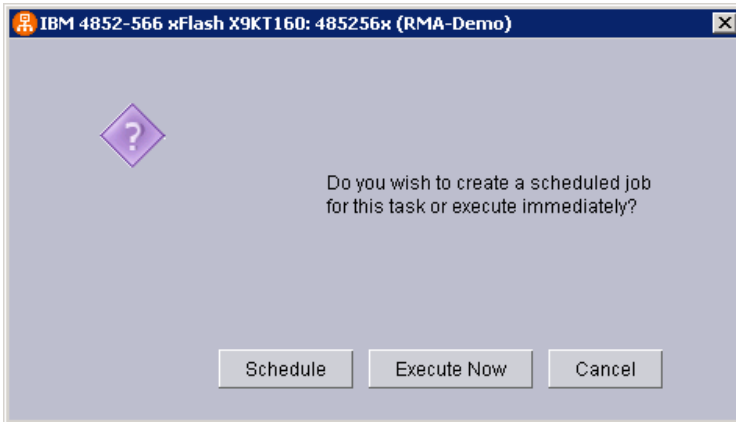 IBM 4852-566 xFlash X9KT160: 485256x (RMA-Demo)
?
Do you wish to create a scheduled job
for this task or execute immediately?
Schedule Execute Now Cancel